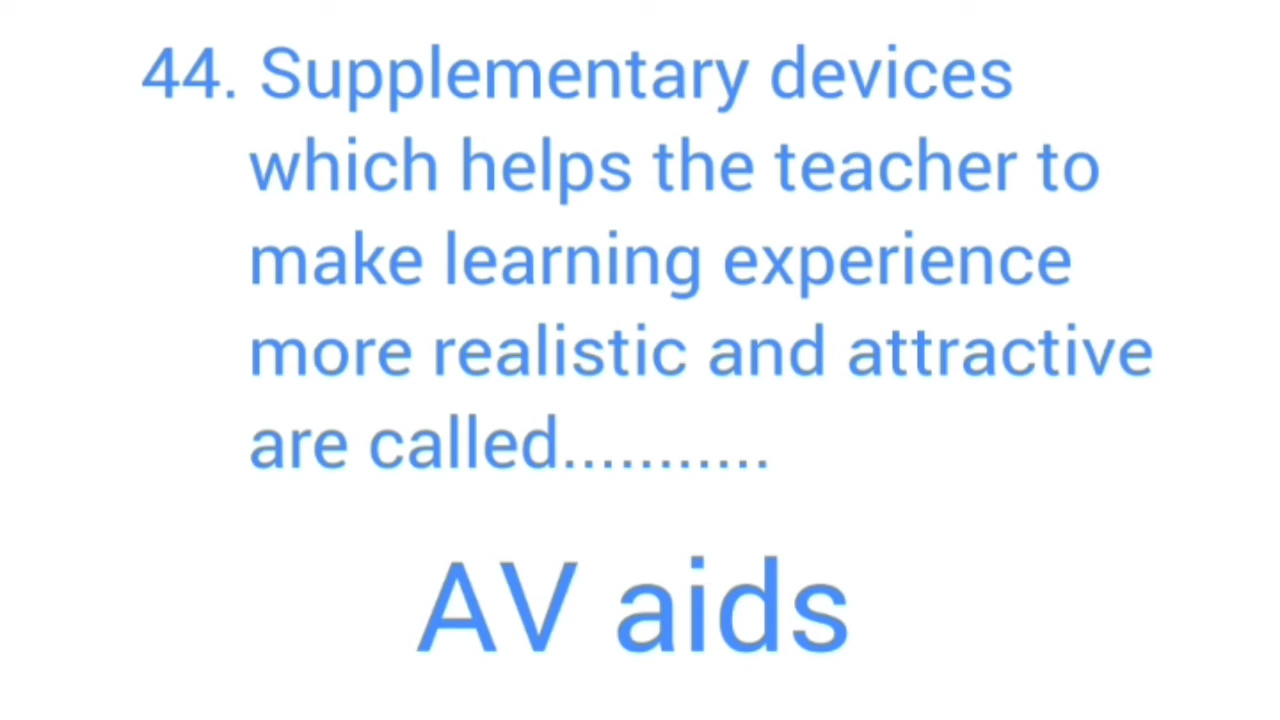 44. Supplementary devices
which helps the teacher to
make learning experience
more realistic and attractive
are called...........
AV aids